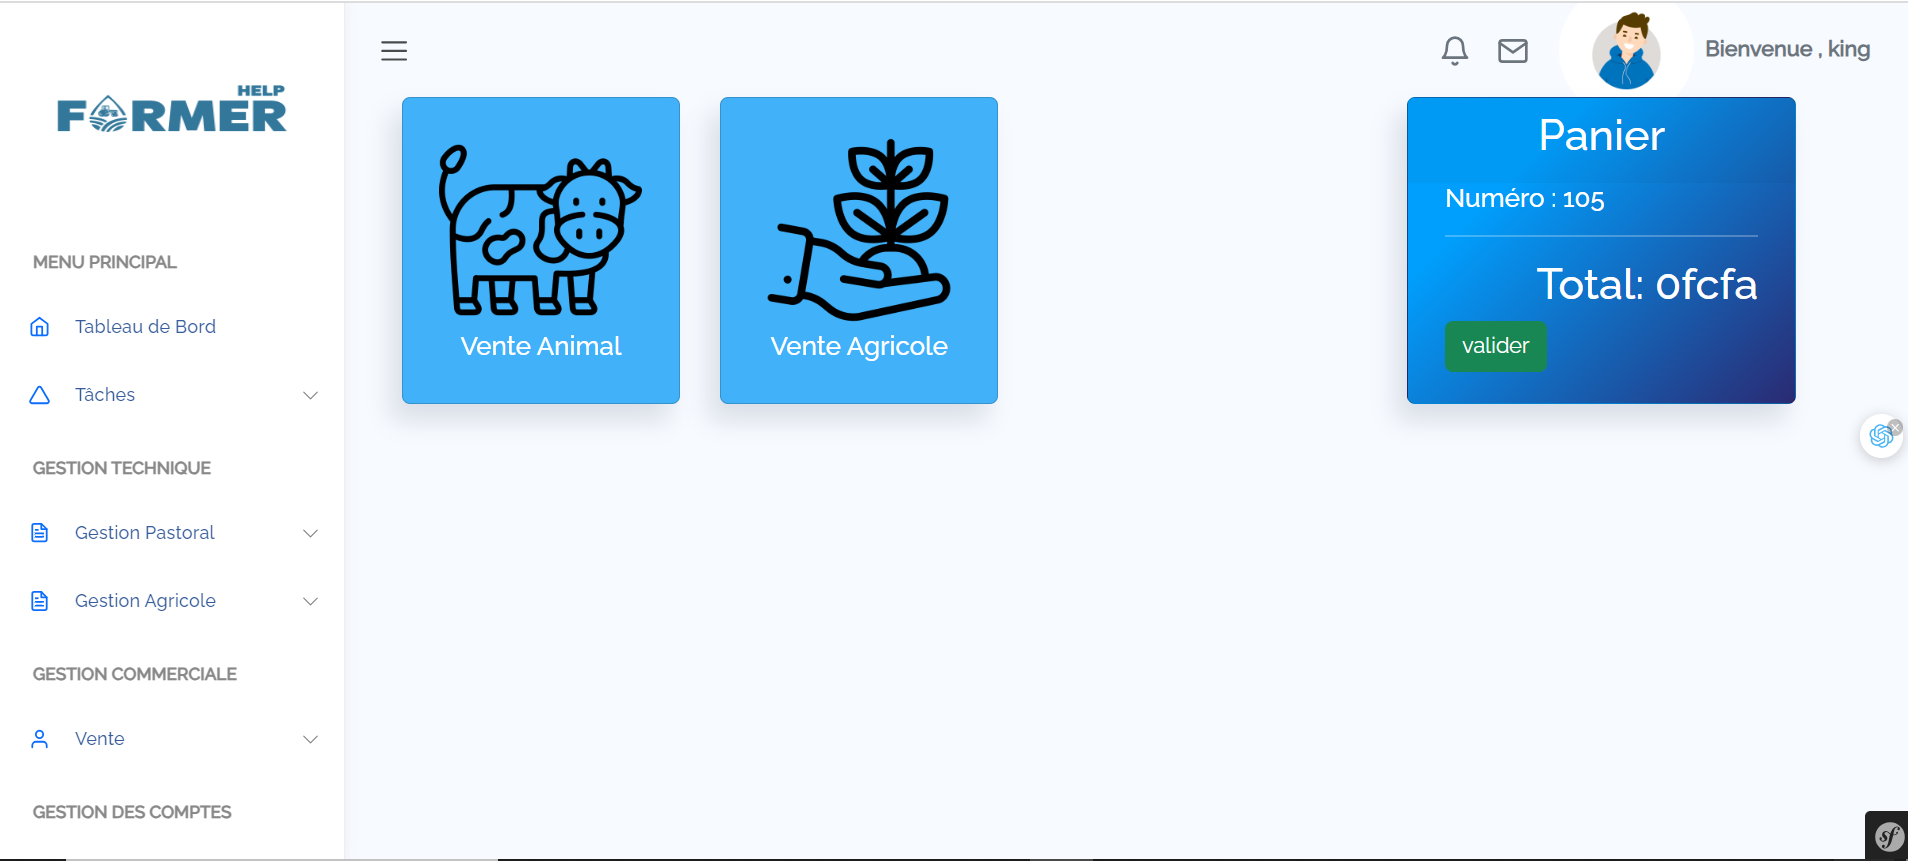 HELP
FARMER
MENU PRINCIPAL
Tableau de Bord
Tâches
GESTION TECHNIQUE
Gestion Pastoral
Gestion Agricole
GESTION COMMERCIALE
Vente
GESTION DES COMPTES
Bienvenue , king
Vente Animal
Vente Agricole
Panier
Numéro : 105
Total: 0fcfa
valider
sf